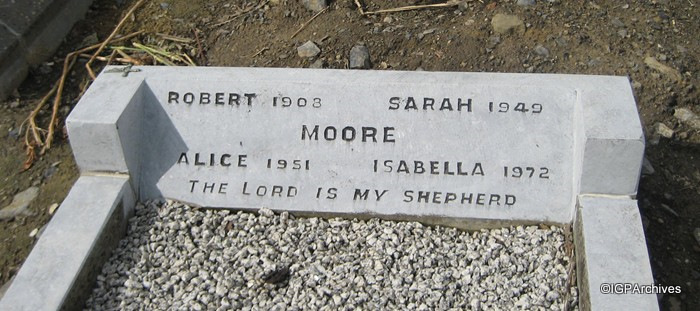 ROBERT 1908 SARAH 1949
MOORE
ALICE 1951 ISABELLA 1972
THE LORD IS MY SHEPHERD
©IGPArchives